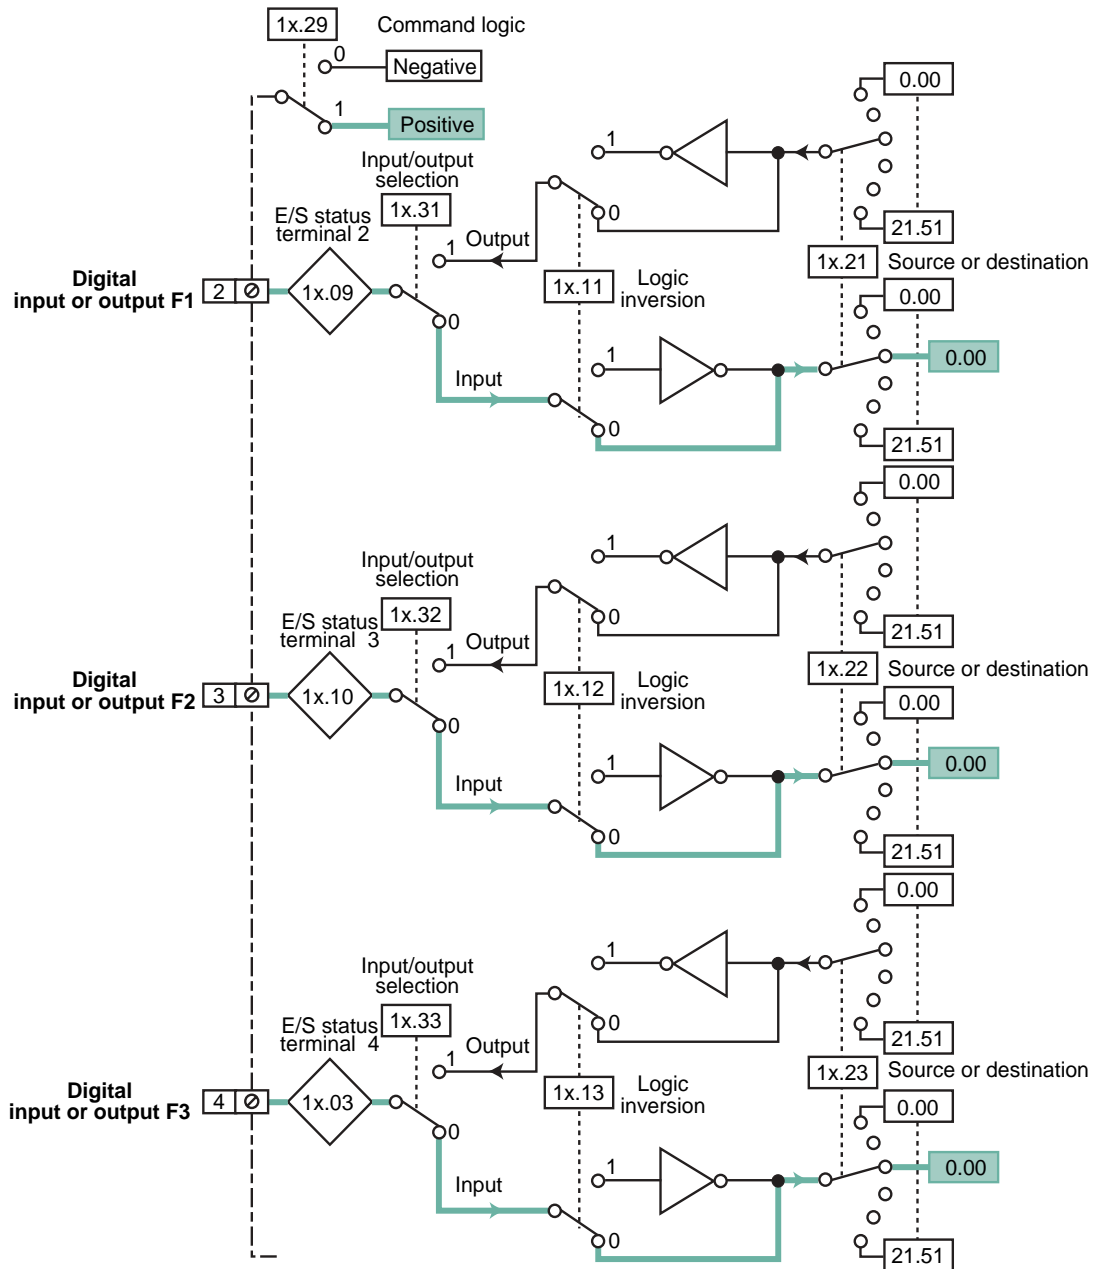 1x.29
Command logic
0
Negative
1
Positive
0.00
Input/output
selection
1
1x.31
E/S status
terminal 2
1
Output
0
21.51
Digital
input or output F1
2
1x.09
1x.11
Logic
inversion
1x.21
Source or destination
0.00
0
1
0.00
Input
0
21.51
0.00
Input/output
selection
1
1x.32
E/S status
terminal 3
1
Output
0
21.51
Digital
input or output F2
3
1x.10
1x.12
Logic
inversion
1x.22
Source or destination
0.00
0
1
0.00
Input
0
21.51
0.00
Input/output
selection
1
1x.33
E/S status
terminal 4
1
Output
0
21.51
Digital
input or output F3
4
1x.03
1x.13
Logic
inversion
1x.23
Source or destination
0.00
0
1
0.00
Input
0
21.51